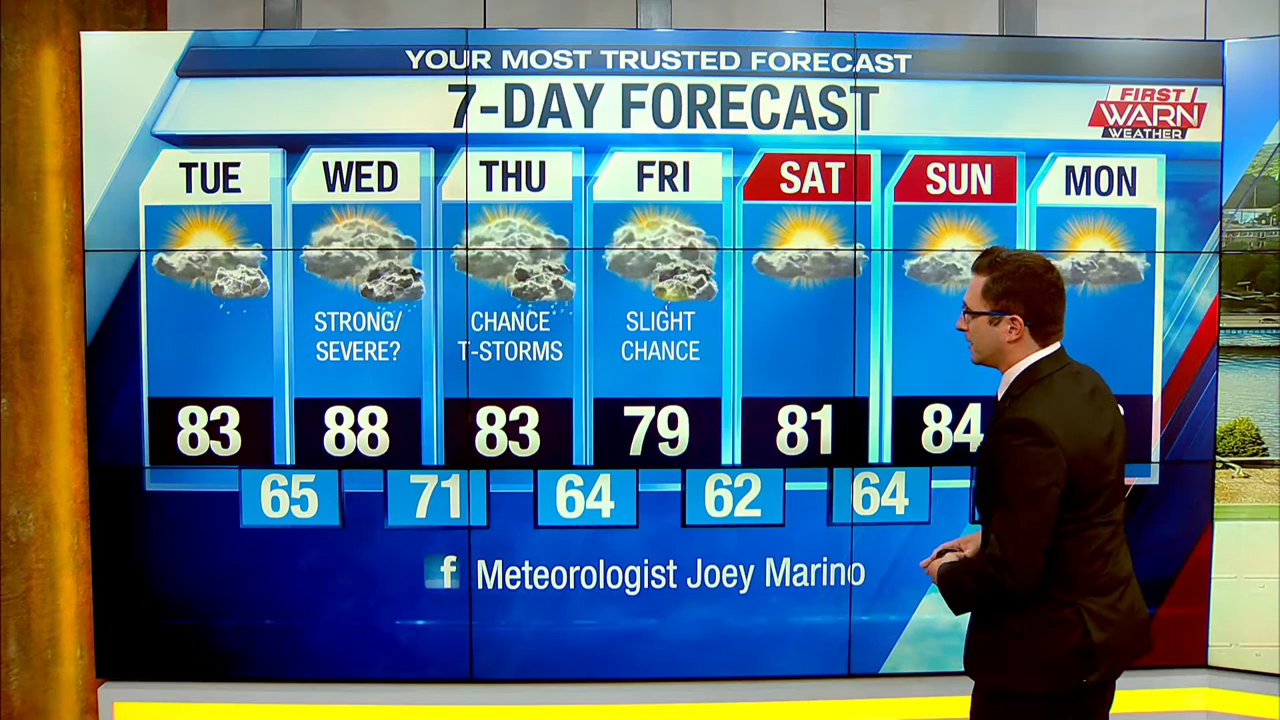 YOUR MOST TRUSTED FORECAST
7-DAY FORECAST
FIRST
WARN
WEATHER
TUE WED THU FRI SAT SUN MON
STRONG/ CHANCE SLIGHT
SEVERE? T-STORMS CHANCE
83 88 83 79 81 84
65 71 64 62 64
f Meteorologist Joey Marino